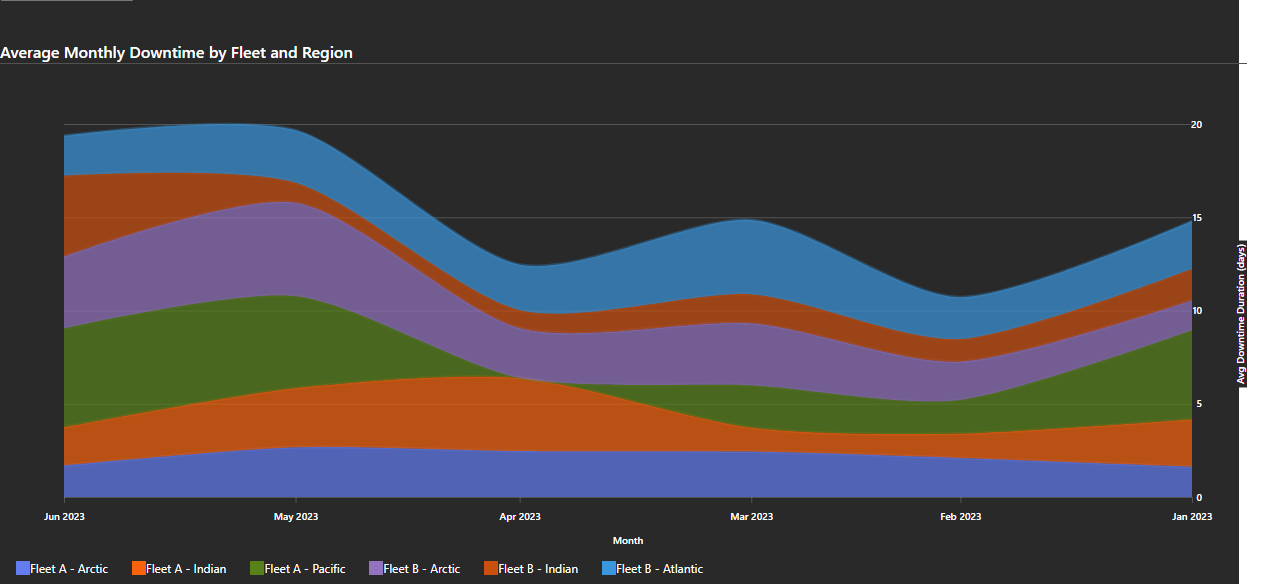 Average Monthly Downtime by Fleet and Region
20
15
10
5
0
Avg Downtime Duration (days)
Jun 2023 May 2023 Apr 2023 Mar 2023 Feb 2023 Jan 2023
Month
Fleet A - Arctic Fleet A - Indian Fleet A - Pacific Fleet B - Arctic Fleet B - Indian Fleet B - Atlantic